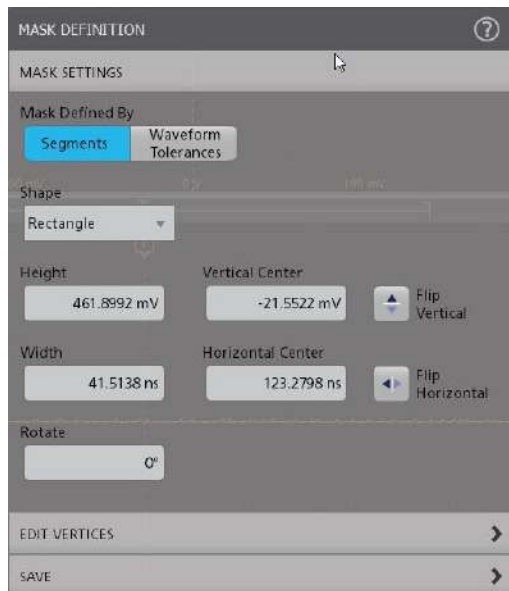 MASK DEFINITION
?
MASK SETTINGS
Mask Defined By
Segments
Waveform
Tolerances
0 s
Shape
Rectangle
Height
Vertical Center
461.8992 mV
-21.5522 mV
Flip
Vertical
Width
Horizontal Center
41.5138 ns
123.2798 ns
Flip
Horizontal
Rotate
0°
EDIT VERTICES
SAVE